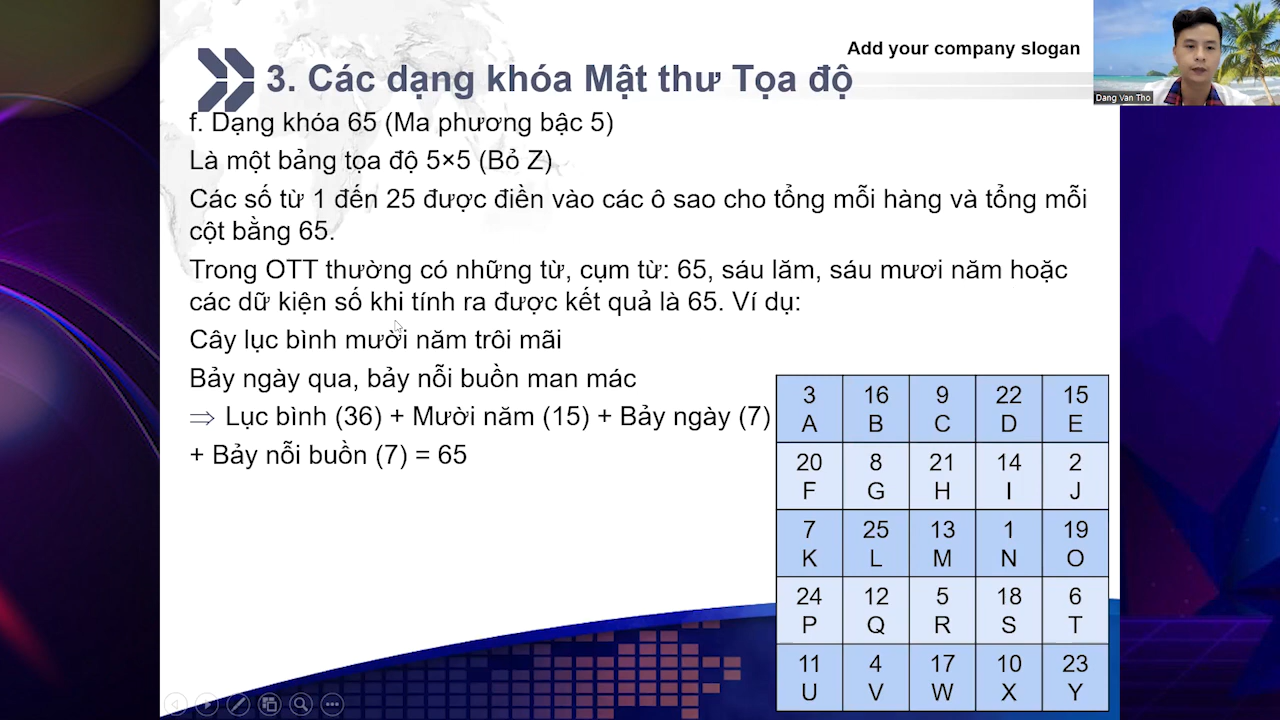 Add your company slogan
3. Các dạng khóa Mật thư Tọa độ
Dang Van Tho
f. Dạng khóa 65 (Ma phương bậc 5)
Là một bảng tọa độ 5×5 (Bỏ Z)
Các số từ 1 đến 25 được điền vào các ô sao cho tổng mỗi hàng và tổng mỗi
cột bằng 65.
Trong OTT thường có những từ, cụm từ: 65, sáu lăm, sáu mươi năm hoặc
các dữ kiện số khi tính ra được kết quả là 65. Ví dụ:
Cây lục bình mười năm trôi mãi
Bảy ngày qua, bảy nỗi buồn man mác
⇒ Lục bình (36) + Mười năm (15) + Bảy ngày (7)
+ Bảy nỗi buồn (7) = 65
3 16 9 22 15
A B C D E
20 8 21 14 2
F G H I J
7 25 13 1 19
K L M N O
24 12 5 18 6
P Q R S T
11 4 17 10 23
U V W X Y